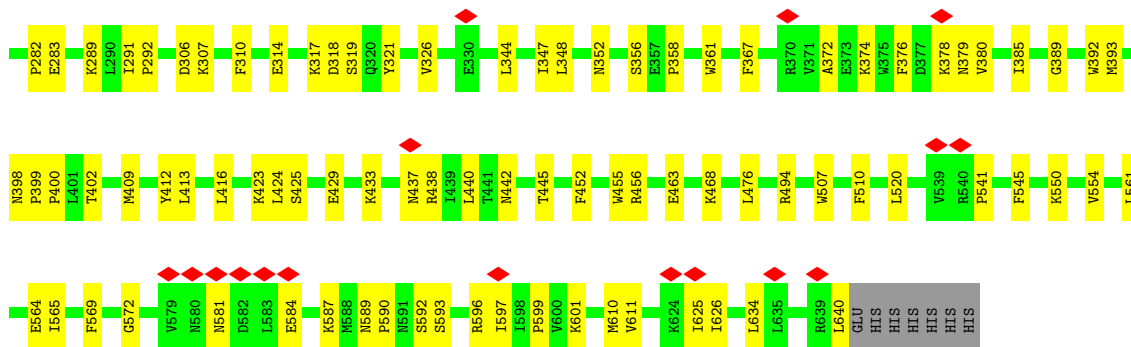 P282 E283 K289 L290 I291 P292 D306 K307 F310 E314 K317 D318 S319 Q320 Y321 V326 E330 L344 I347 L348 N352 S356 E357 P358 W361 F367 R370 V371 A372 E373 K374 W375 F376 D377 K378 N379 V380 I385 G389 W392 M393
N398 P399 P400 L401 T402 M409 Y412 L413 L416 K423 L424 S425 E429 K433 N437 R438 I439 L440 T441 N442 T445 F452 W455 R456 E463 K468 L476 R494 W507 F510 L520 V539 R540 P541 F545 K550 V554 L561
E564 I565 F569 G572 V579 N580 N581 D582 L583 E584 K587 M588 N589 P590 N591 S592 S593 R596 I597 I598 P599 V600 K601 M610 V611 K624 I625 I626 L634 L635 R639 L640 GLU HIS HIS HIS HIS HIS HIS